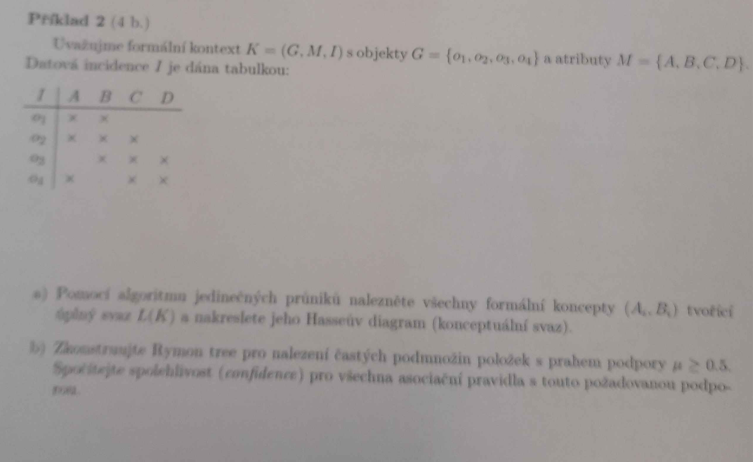 Příklad 2 (4 b.)
Uvažujme formální kontext K = (G, M, I) s objekty G = {o₁, o₂, o₃, o₄} a atributy M = {A, B, C, D}.
Datová incidence I je dána tabulkou:
I A B C D
o₁ × ×
o₂ × × ×
o₃ × × ×
o₄ × × ×
a) Pomocí algoritmu jedinečných průniků nalezněte všechny formální koncepty (Aᵢ, Bᵢ) tvořící
úplný svaz L(K) a nakreslete jeho Hasseův diagram (konceptuální svaz).
b) Zkonstruujte Rymon tree pro nalezení častých podmnožin položek s prahem podpory μ ≥ 0.5.
Spočítejte spolehlivost (confidence) pro všechna asociační pravidla s touto požadovanou podpo-
rou.